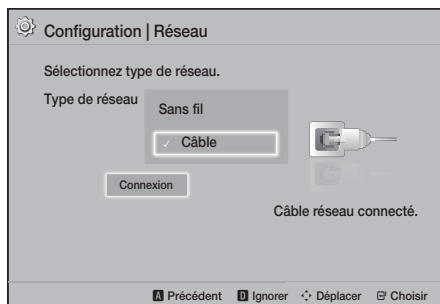 Configuration | Réseau
Sélectionnez type de réseau.
Type de réseau
Sans fil
✓ Câble
Connexion
Câble réseau connecté.
A Précédent D Ignorer Déplacer Choisir